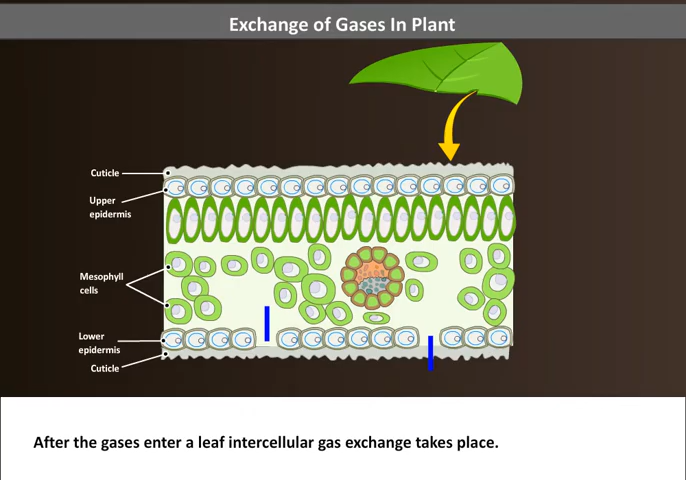 Exchange of Gases In Plant
Cuticle
Upper
epidermis
Mesophyll
cells
Lower
epidermis
Cuticle
After the gases enter a leaf intercellular gas exchange takes place.